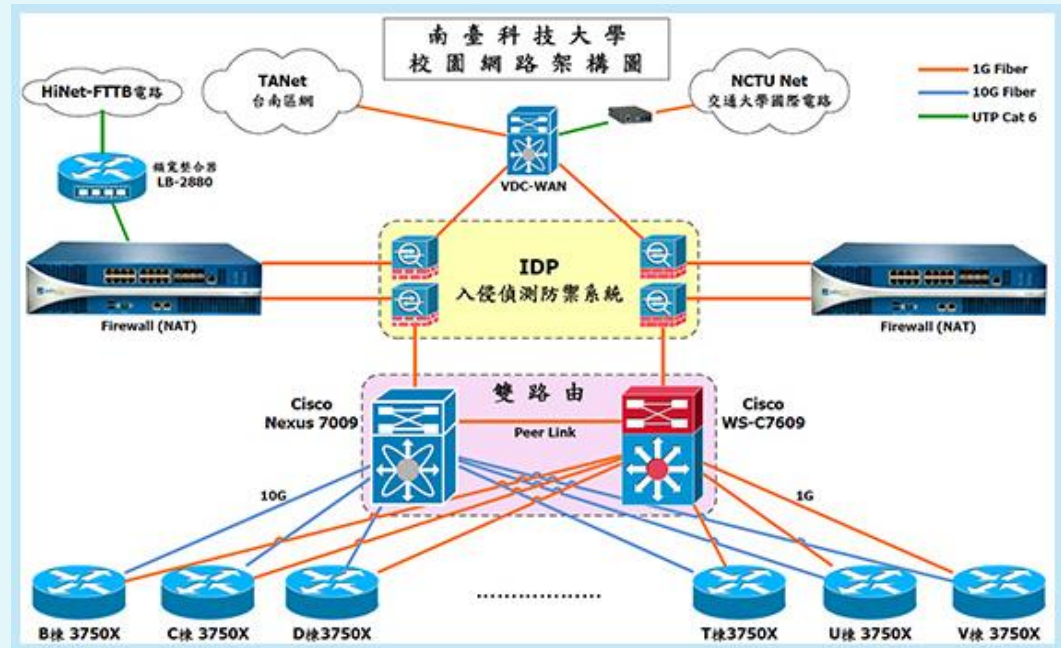 南臺科技大學
校園網路架構圖
HiNet-FTTB電路
TANet
台南區網
NCTU Net
交通大學國際電路
1G Fiber
10G Fiber
UTP Cat 6
頻寬整合器
LB-2880
VDC-WAN
IDP
入侵偵測防禦系統
Firewall (NAT)
Firewall (NAT)
雙路由
Cisco
Nexus 7009
Peer Link
Cisco
WS-C7609
10G
1G
B棟 3750X
C棟 3750X
D棟3750X
..................
T棟3750X
U棟 3750X
V棟 3750X